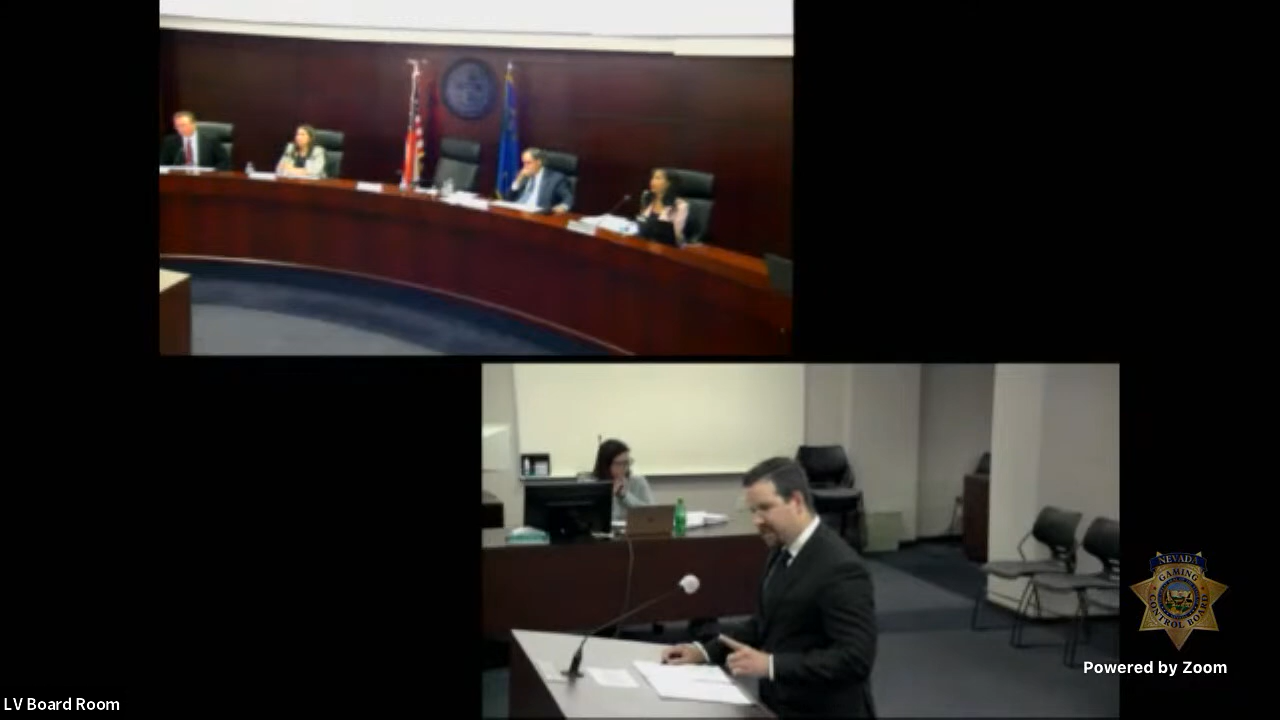 NEVADA
GAMING
CONTROL BOARD
Powered by Zoom
LV Board Room